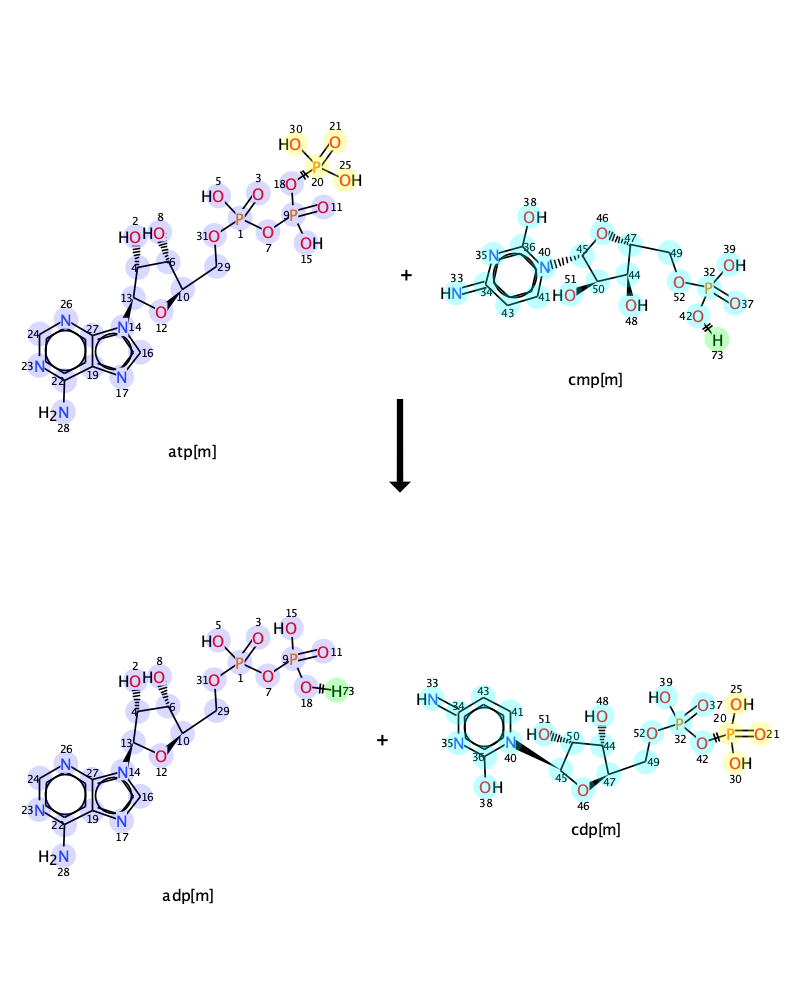 30 21
HO O
5 3 18 O P 25 OH
HO O 20
2 8 P 9 P O 11
HO HO 31 O 1 O OH
4 6 7 15
29
13 10
26 O
N 27 N 14 12
24 16
23 N 19 N
22 17
H2N
28
atp[m]
+
38
OH 46
35 36 40 O 47 49 39
N N 45 32 OH
33 51 44 O P
HN 34 41 HO 50 OH 52 O 37
43 48 42 O
H
73
cmp[m]
15
5 3 HO
HO O
2 8 P 9 P O 11
HO HO 31 O 1 O O H 73
4 6 7 18
29
13 10
26 O
N 27 N 14 12
24 16
23 N 19 N
22 17
H2N
28
adp[m]
+
33 43 48 39 25
HN 34 41 51 HO HO O 37 20 OH
35 N N HO 50 44 52 O P P O 21
36 40 32 O OH
OH 45 O 47 49 42 30
38 46
cdp[m]